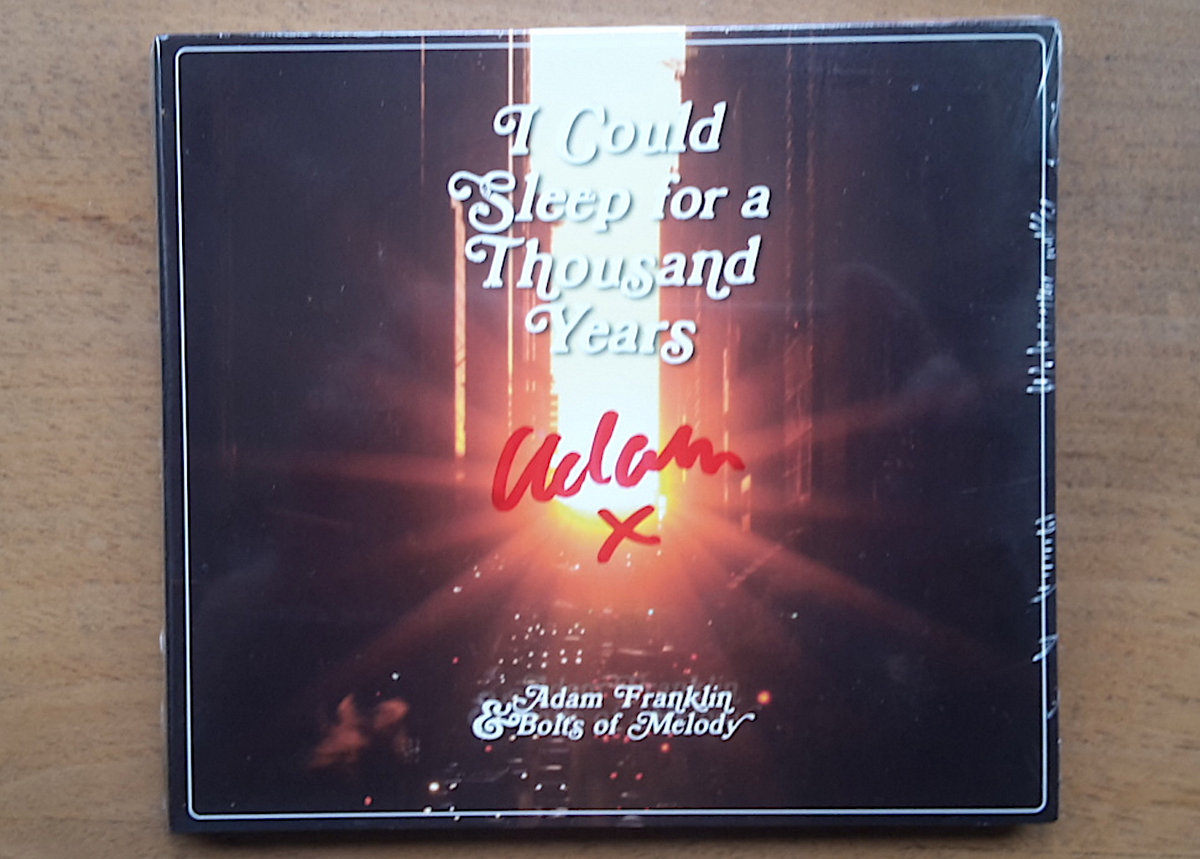 I Could
Sleep for a
Thousand
Years
Adam
x
Adam Franklin
& Bolts of Melody